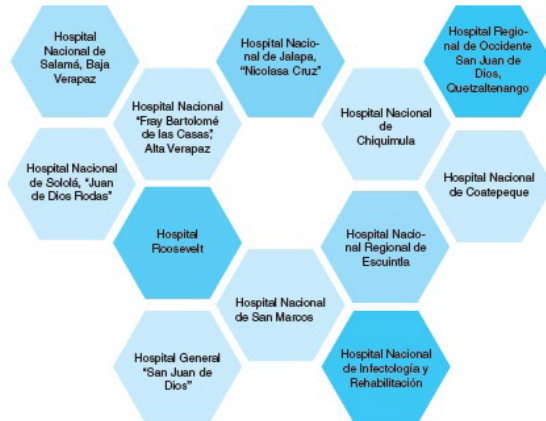 Hospital
Nacional de
Salamá, Baja
Verapaz
Hospital Nacio-
nal de Jalapa,
"Nicolasa Cruz"
Hospital Regio-
nal de Occidente
San Juan de
Dios,
Quetzaltenango
Hospital Nacional
"Fray Bartolomé
de las Casas",
Alta Verapaz
Hospital Nacional
de
Chiquimula
Hospital Nacional
de Sololá, "Juan
de Dios Rodas"
Hospital Nacional
de Coatepeque
Hospital
Roosevelt
Hospital Nacio-
nal Regional de
Escuintla
Hospital Nacional
de San Marcos
Hospital General
"San Juan de
Dios"
Hospital Nacional
de Infectología y
Rehabilitación